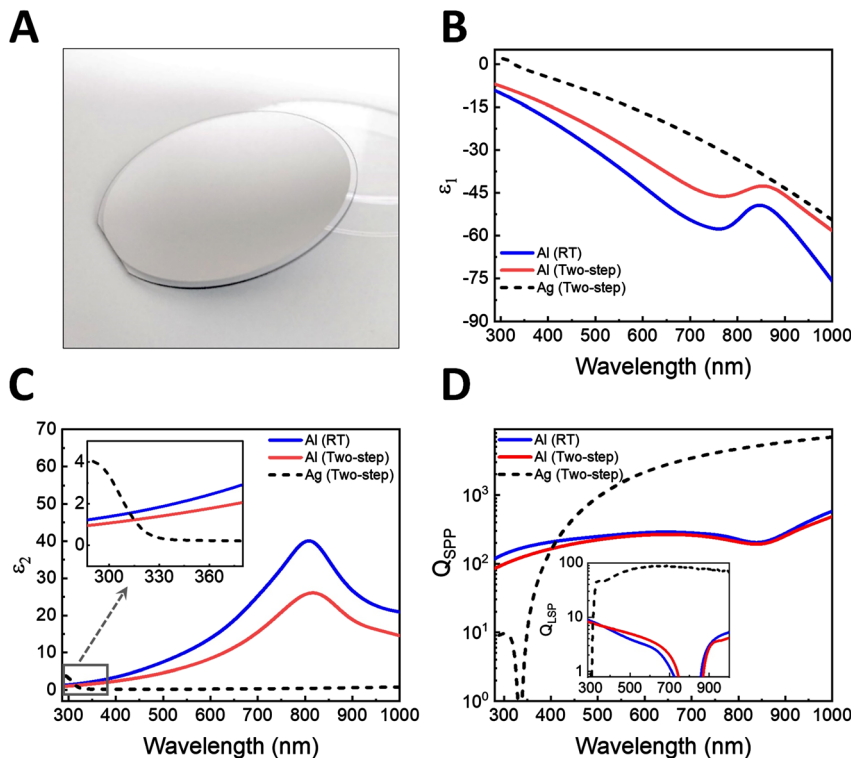 A
B
0
-15
-30
-45
-60
-75
-90
ε1
Al (RT)
Al (Two-step)
Ag (Two-step)
300 400 500 600 700 800 900 1000
Wavelength (nm)
C
70
60
50
40
30
20
10
0
ε2
Al (RT)
Al (Two-step)
Ag (Two-step)
4
2
0
300 330 360
300 400 500 600 700 800 900 1000
Wavelength (nm)
D
10³
10²
10¹
10⁰
QSPP
Al (RT)
Al (Two-step)
Ag (Two-step)
100
10
1
QLSP
300 500 700 900
300 400 500 600 700 800 900 1000
Wavelength (nm)